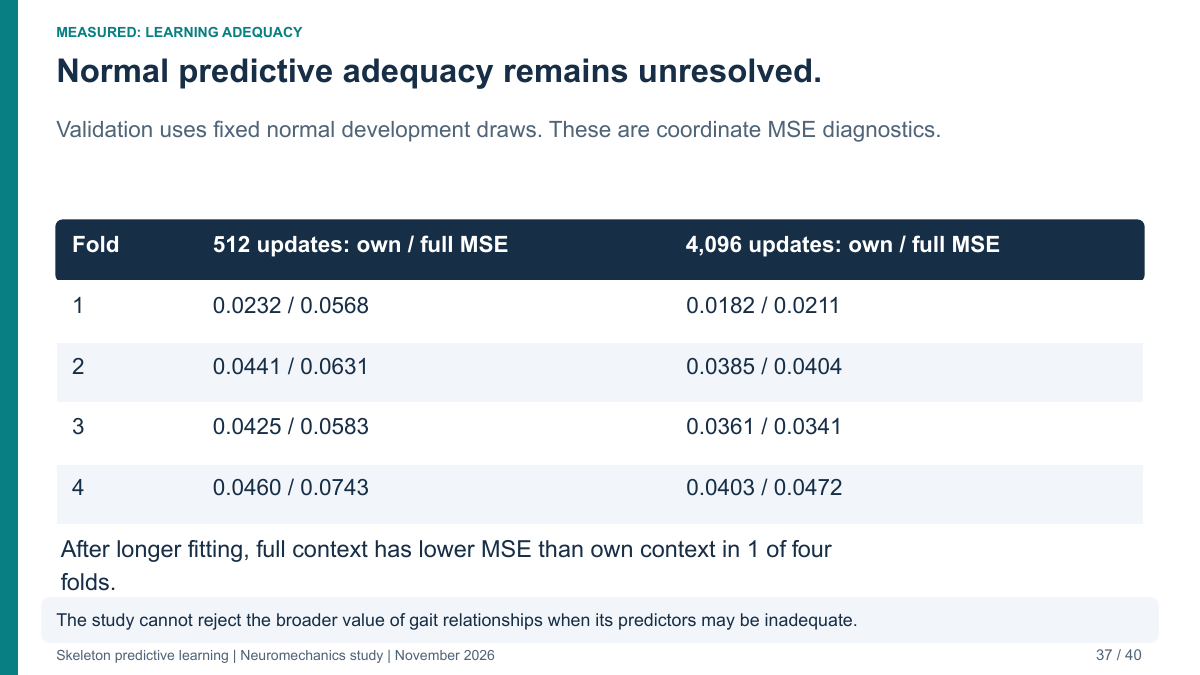 MEASURED: LEARNING ADEQUACY
Normal predictive adequacy remains unresolved.
Validation uses fixed normal development draws. These are coordinate MSE diagnostics.
Fold 512 updates: own / full MSE 4,096 updates: own / full MSE
1 0.0232 / 0.0568 0.0182 / 0.0211
2 0.0441 / 0.0631 0.0385 / 0.0404
3 0.0425 / 0.0583 0.0361 / 0.0341
4 0.0460 / 0.0743 0.0403 / 0.0472
After longer fitting, full context has lower MSE than own context in 1 of four
folds.
The study cannot reject the broader value of gait relationships when its predictors may be inadequate.
Skeleton predictive learning | Neuromechanics study | November 2026 37 / 40